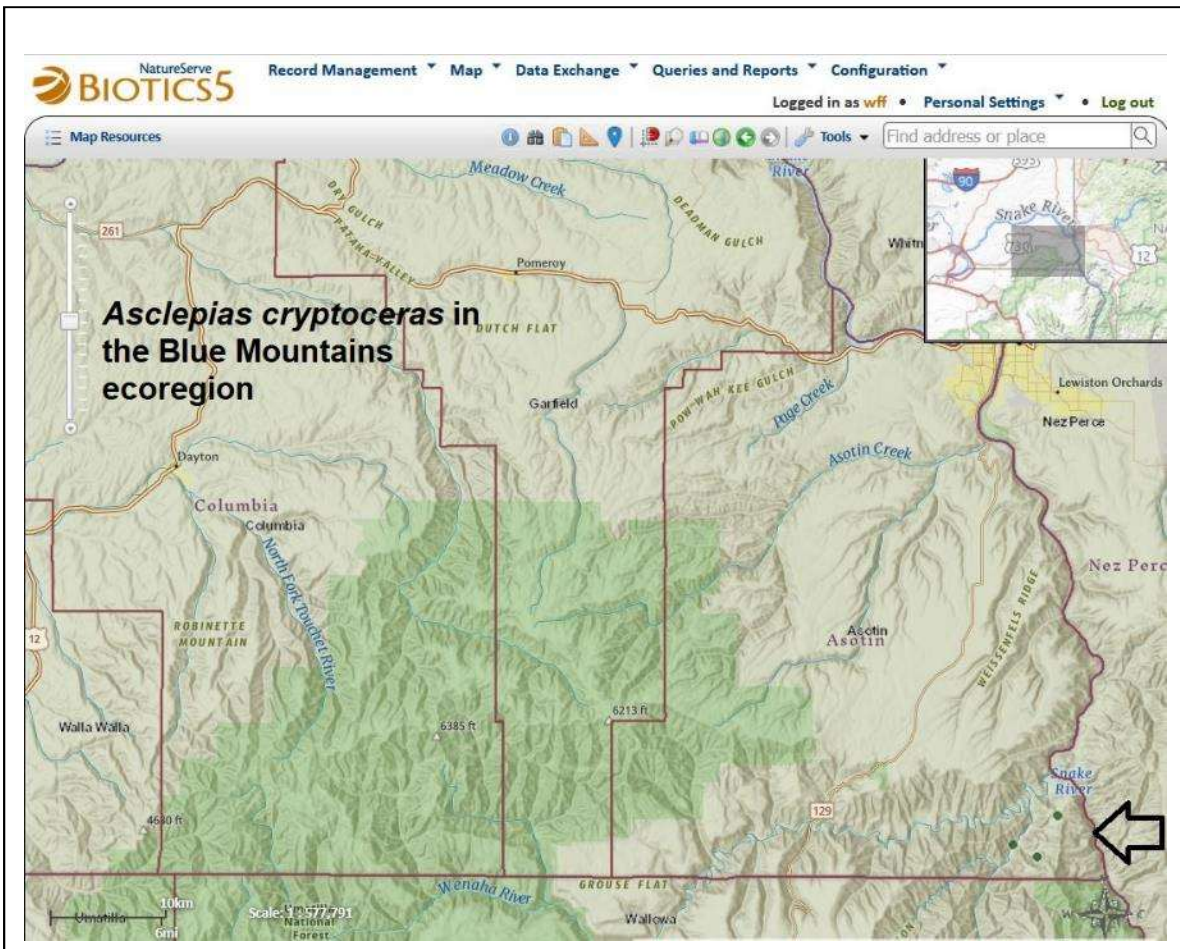 NatureServe
BIOTICS5
Record Management Map Data Exchange Queries and Reports Configuration
Logged in as wff • Personal Settings • Log out
Map Resources
Tools
Find address or place
Meadow Creek
Snake
River
DRY GULCH
PATAHA VALLEY
DEADMAN GULCH
261
90
Snake River
12
Pomeroy
Asclepias cryptoceras in
the Blue Mountains
ecoregion
DUTCH FLAT
Garfield
POW-WAH KEE GULCH
Page Creek
Lewiston Orchards
Nez Perce
Asotin Creek
Dayton
Columbia
Columbia
North Fork Touchet River
Nez Perc
ROBINETTE
MOUNTAIN
12
Asotin
Asotin
WEISSENFELS RIDGE
Walla Walla
6385 ft
6213 ft
Snake
River
129
Wenaha River
GROUSE FLAT
10km
Umatilla
6mi
Scale: 1 : 577,791
National
Forest
Wallowa
W
E